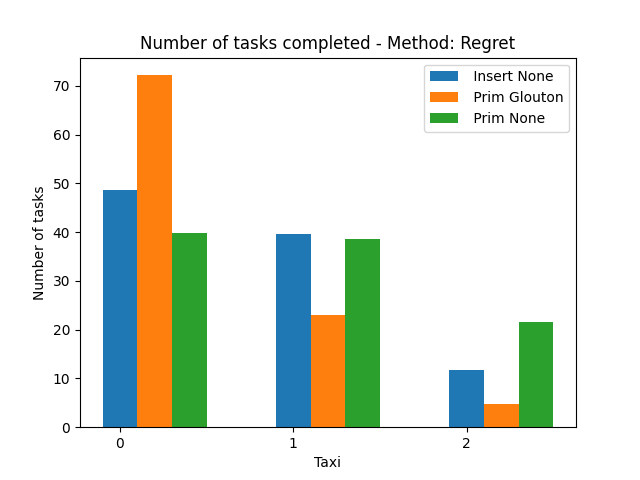 Number of tasks completed - Method: Regret
Insert None
Prim Glouton
Prim None
Number of tasks
70
60
50
40
30
20
10
0
0 1 2
Taxi